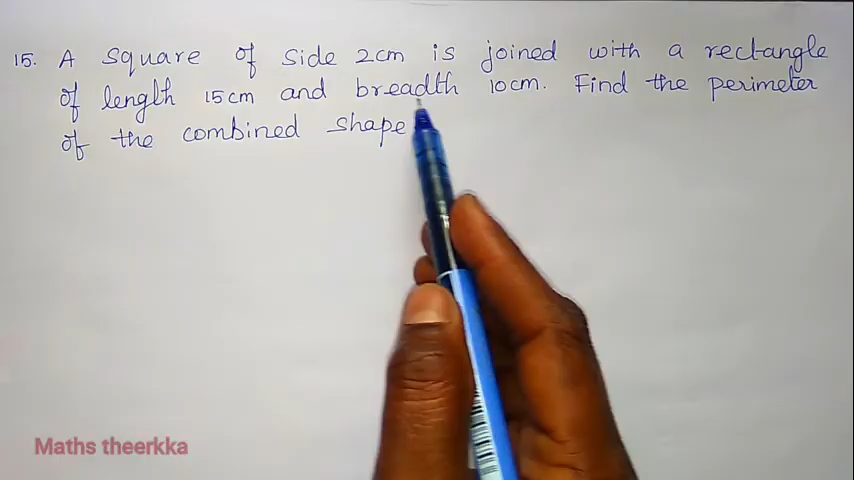 15. A square of side 2cm is joined with a rectangle
of length 15cm and breadth 10cm. Find the perimeter
of the combined shape
Maths theerkka